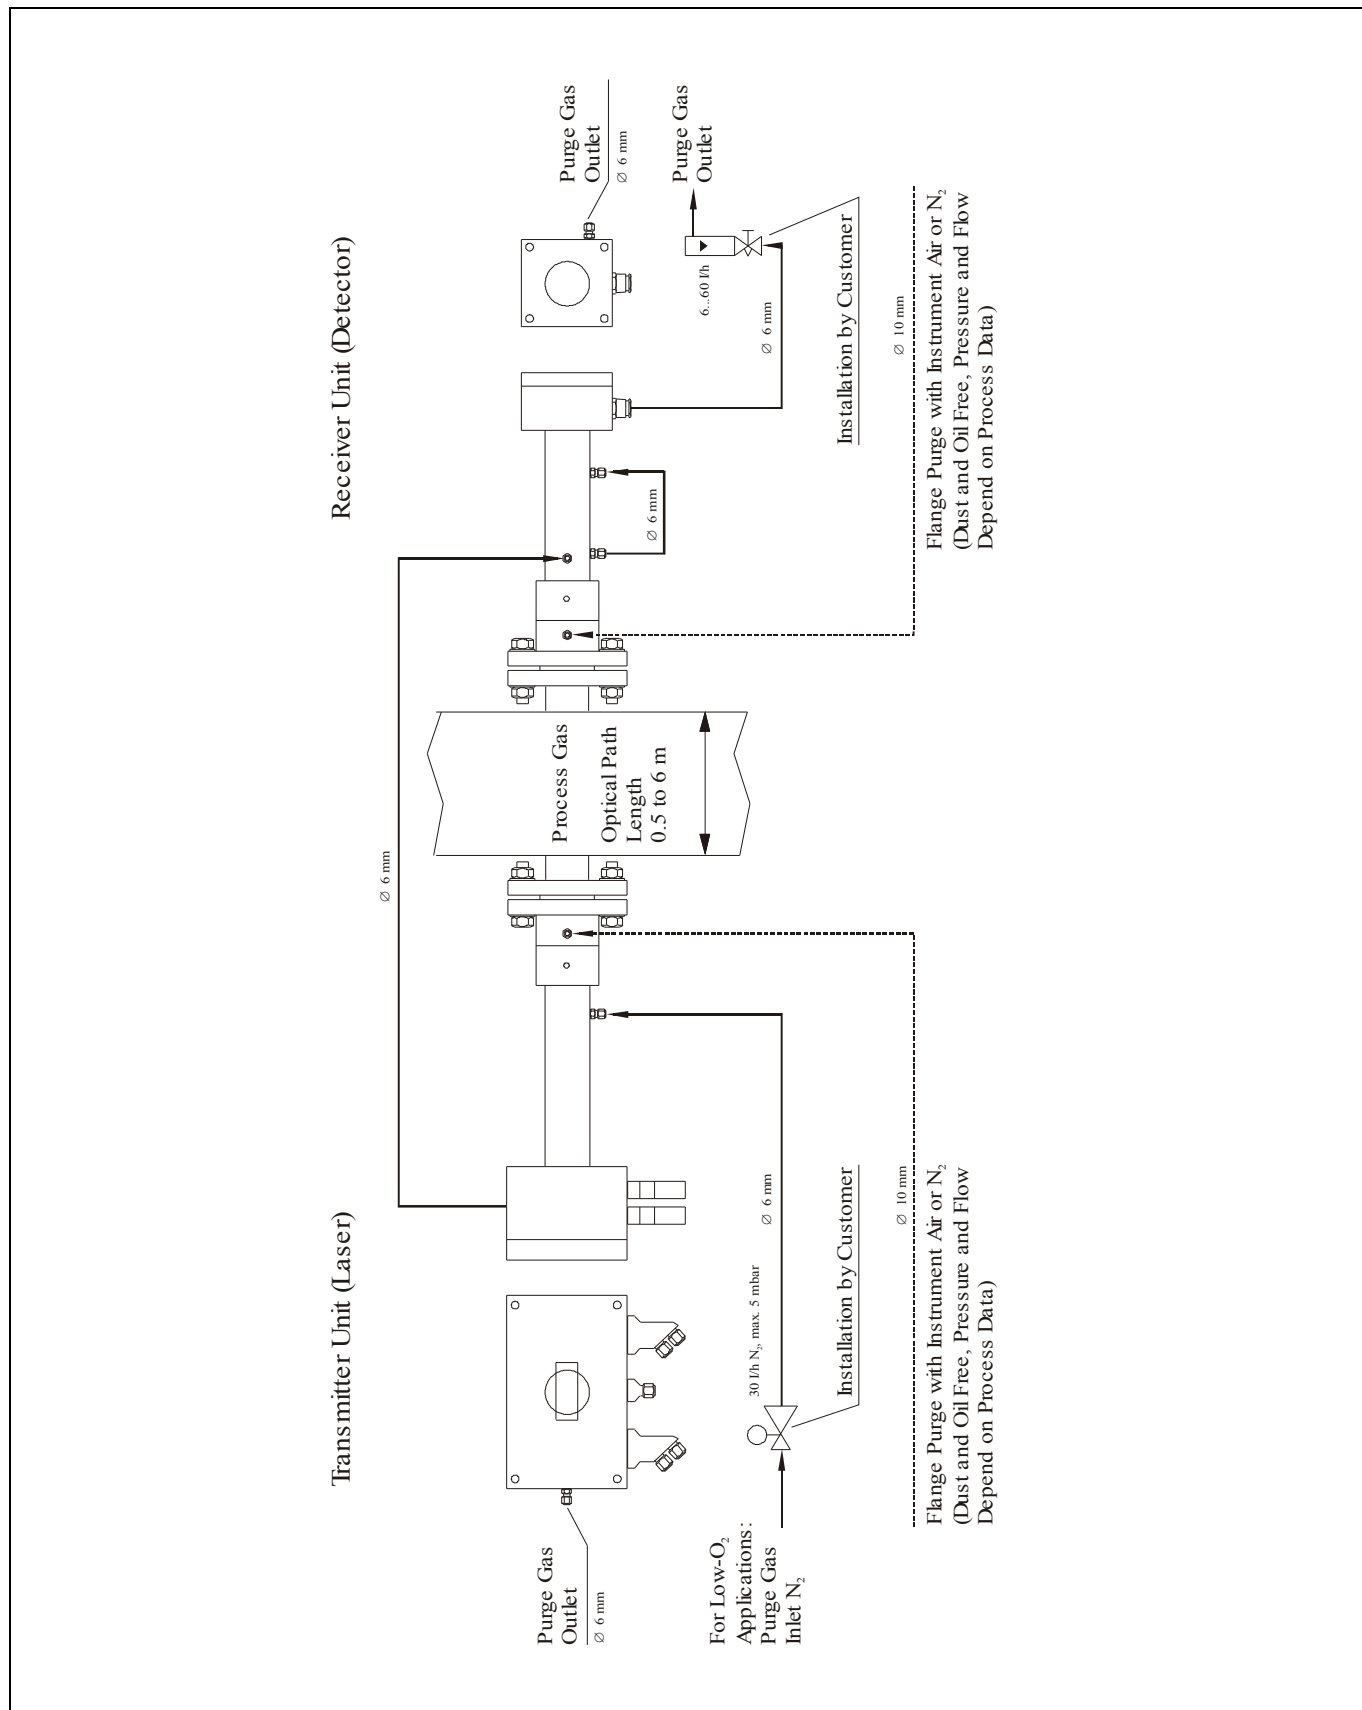 Transmitter Unit (Laser)
Receiver Unit (Detector)
Ø 6 mm
Purge Gas
Outlet
Ø 6 mm
Process Gas
Optical Path
Length
0.5 to 6 m
Ø 6 mm
Purge Gas
Outlet
Ø 6 mm
Purge Gas
Outlet
6...60 l/h
Ø 6 mm
For Low-O₂
Applications:
Purge Gas
Inlet N₂
30 l/h N₂, max. 5 mbar
Ø 6 mm
Installation by Customer
Installation by Customer
Ø 10 mm
Ø 10 mm
Flange Purge with Instrument Air or N₂
(Dust and Oil Free, Pressure and Flow
Depend on Process Data)
Flange Purge with Instrument Air or N₂
(Dust and Oil Free, Pressure and Flow
Depend on Process Data)